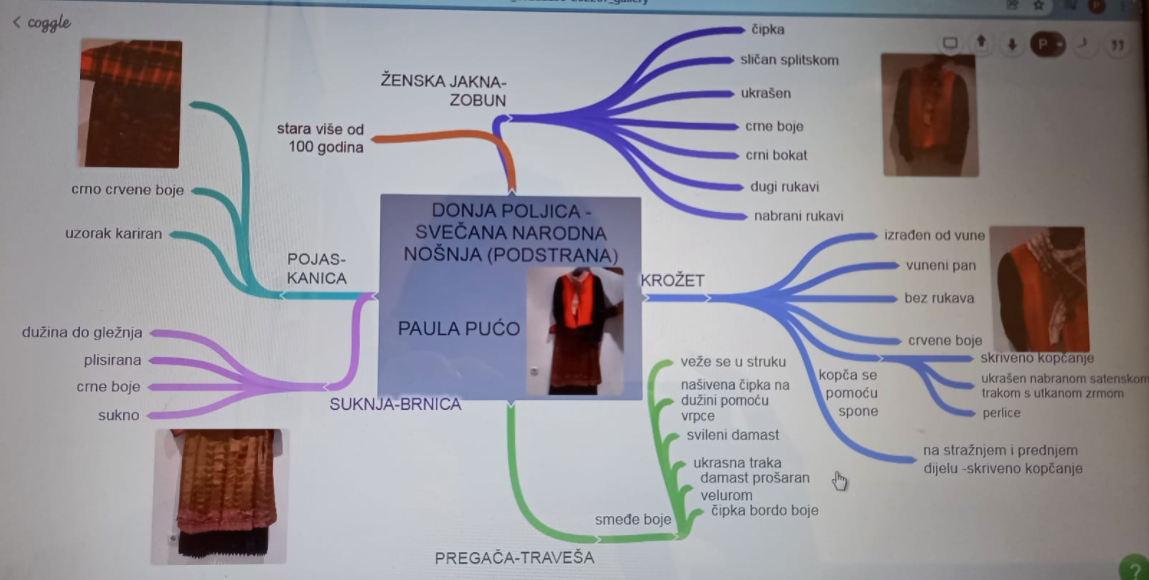 coggle
ŽENSKA JAKNA-
ZOBUN
čipka
sličan splitskom
ukrašen
crne boje
crni bokat
dugi rukavi
nabrani rukavi
stara više od
100 godina
crno crvene boje
uzorak kariran
POJAS-
KANICA
DONJA POLJICA -
SVEČANA NARODNA
NOŠNJA (PODSTRANA)
PAULA PUĆO
KROŽET
izrađen od vune
vuneni pan
bez rukava
crvene boje
skriveno kopčanje
kopča se
pomoću
spone
ukrašen nabranom satenskom
trakom s utkanom zrmom
perlice
na stražnjem i prednjem
dijelu -skriveno kopčanje
dužina do gležnja
plisirana
crne boje
sukno
SUKNJA-BRNICA
veže se u struku
našivena čipka na
dužini pomoću
vrpce
svileni damast
ukrasna traka
damast prošaran
velurom
čipka bordo boje
smeđe boje
PREGAČA-TRAVEŠA
P
?